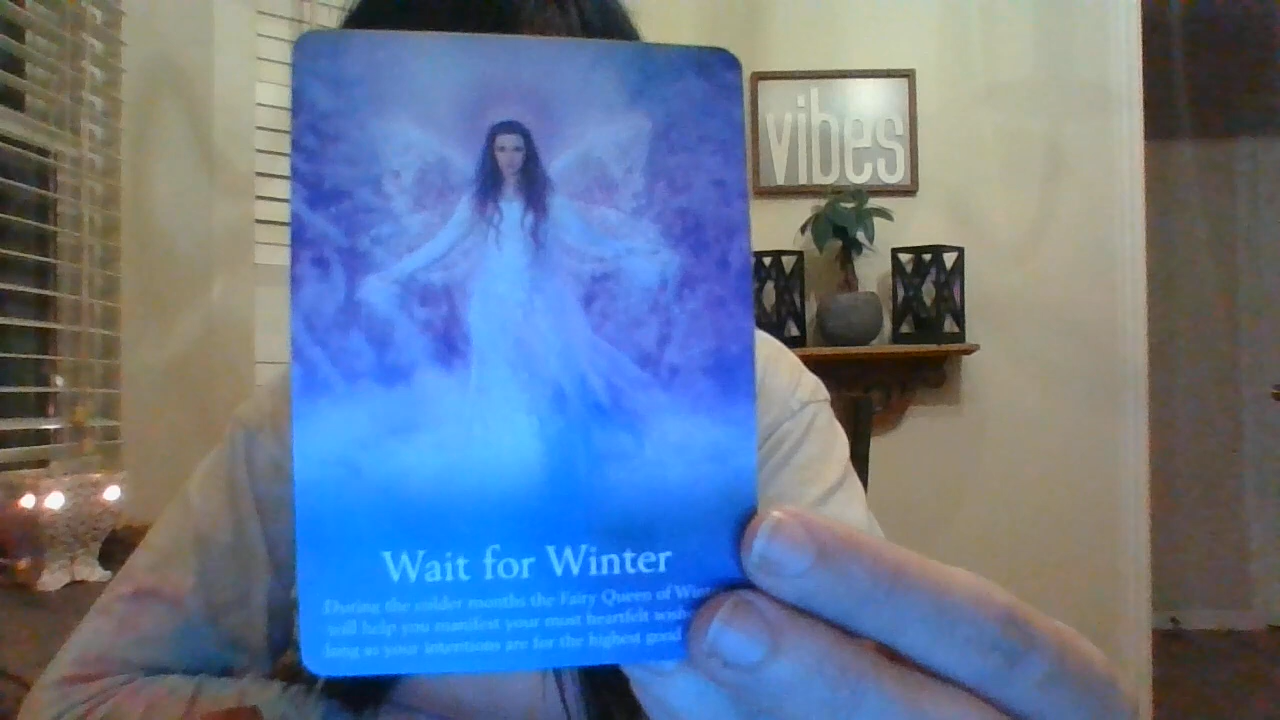 vibes
Wait for Winter
During the colder months the Fairy Queen of
will help you manifest your most heartfelt
long as your intentions are for the highest good